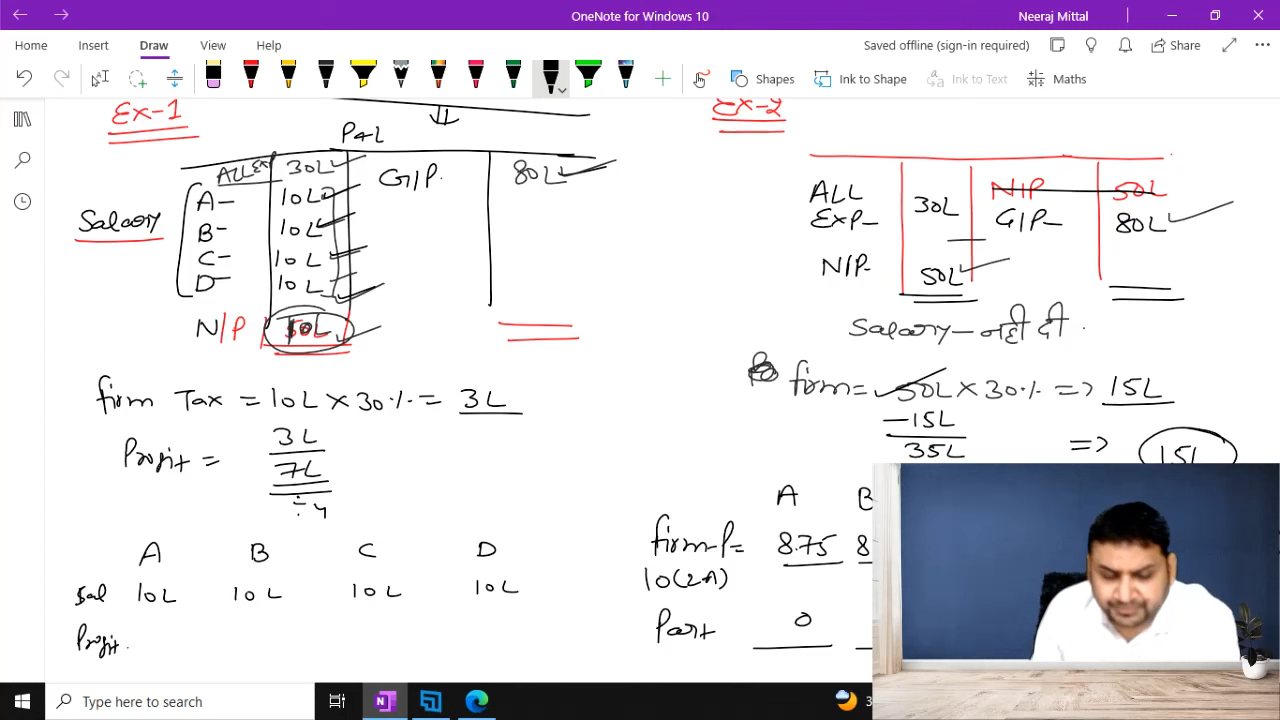 OneNote for Windows 10
Neeraj Mittal
Home Insert Draw View Help
Saved offline (sign-in required)
Share
Shapes
Ink to Shape
Ink to Text
Maths
Ex-1
P&L
ALL EX 30L G/P. 80L
Salary
A- 10L
B- 10L
C- 10L
D- 10L
N/P 10L
firm Tax = 10L X 30% = 3L
Profit = 3L
7L
÷4
A B C D
Sal 10L 10L 10L 10L
Profit.
Ex-2
N/P 50L
ALL EXP- 30L G/P- 80L
N/P- 50L
Salary - नही दी
firm = 50L X 30% => 15L
-15L
35L => 15L
A B
firm-P= 8.75 8
10(2A)
Part 0
Type here to search
3